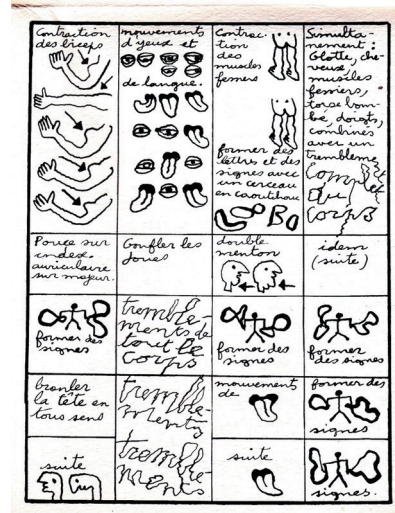 Contraction
des biceps
mouvements
d'yeux et
de langue.
Contrac-
tion
des
muscles
fessiers
former des
lettres et des
signes avec
un cerceau
en caoutchouc
Simulta-
nement :
Glotte, che-
veux,
muscles
fessiers,
torse bom-
bé, doigts,
combinés
avec un
trembleme
complet
du
corps
Pouce sur
index.
auriculaire
sur majeur.
Gonfler les
joues
double
menton
idem
(suite)
former des
signes
tremble-
ments de
tout le
corps
former des
signes
former
des signes
branler
la tête en
tous sens
tremble-
ments
mouvements
de
former des
signes
suite
tremble-
ments
suite
signes.